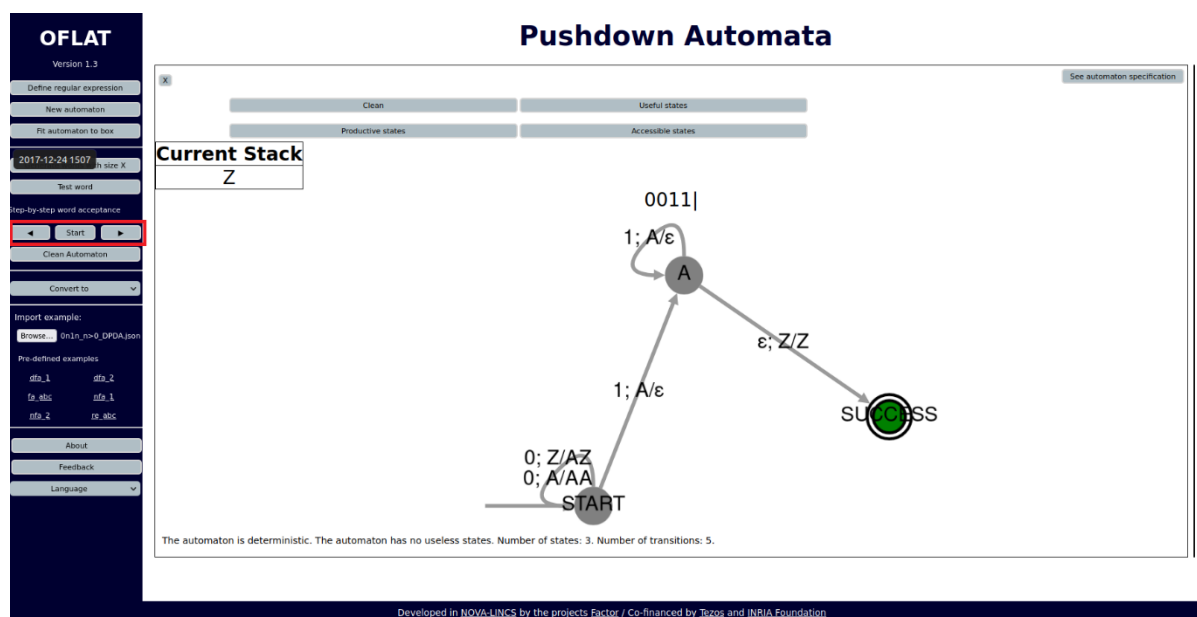 OFLAT
Version 1.3
Define regular expression
New automaton
Fit automaton to box
2017-12-24 1507
h size X
Test word
Step-by-step word acceptance
◄ Start ►
Clean Automaton
Convert to
Import example:
Browse... 0n1n_n>0_DPDA.json
Pre-defined examples
dfa_1 dfa_2
fa_abc nfa_1
nfa_2 re_abc
About
Feedback
Language
Pushdown Automata
X
See automaton specification
Clean Useful states
Productive states Accessible states
Current Stack
Z
0011|
1; A/ε
A
ε; Z/Z
1; A/ε
SUCCESS
0; Z/AZ
0; A/AA
START
The automaton is deterministic. The automaton has no useless states. Number of states: 3. Number of transitions: 5.
Developed in NOVA-LINCS by the projects Factor / Co-financed by Tezos and INRIA Foundation